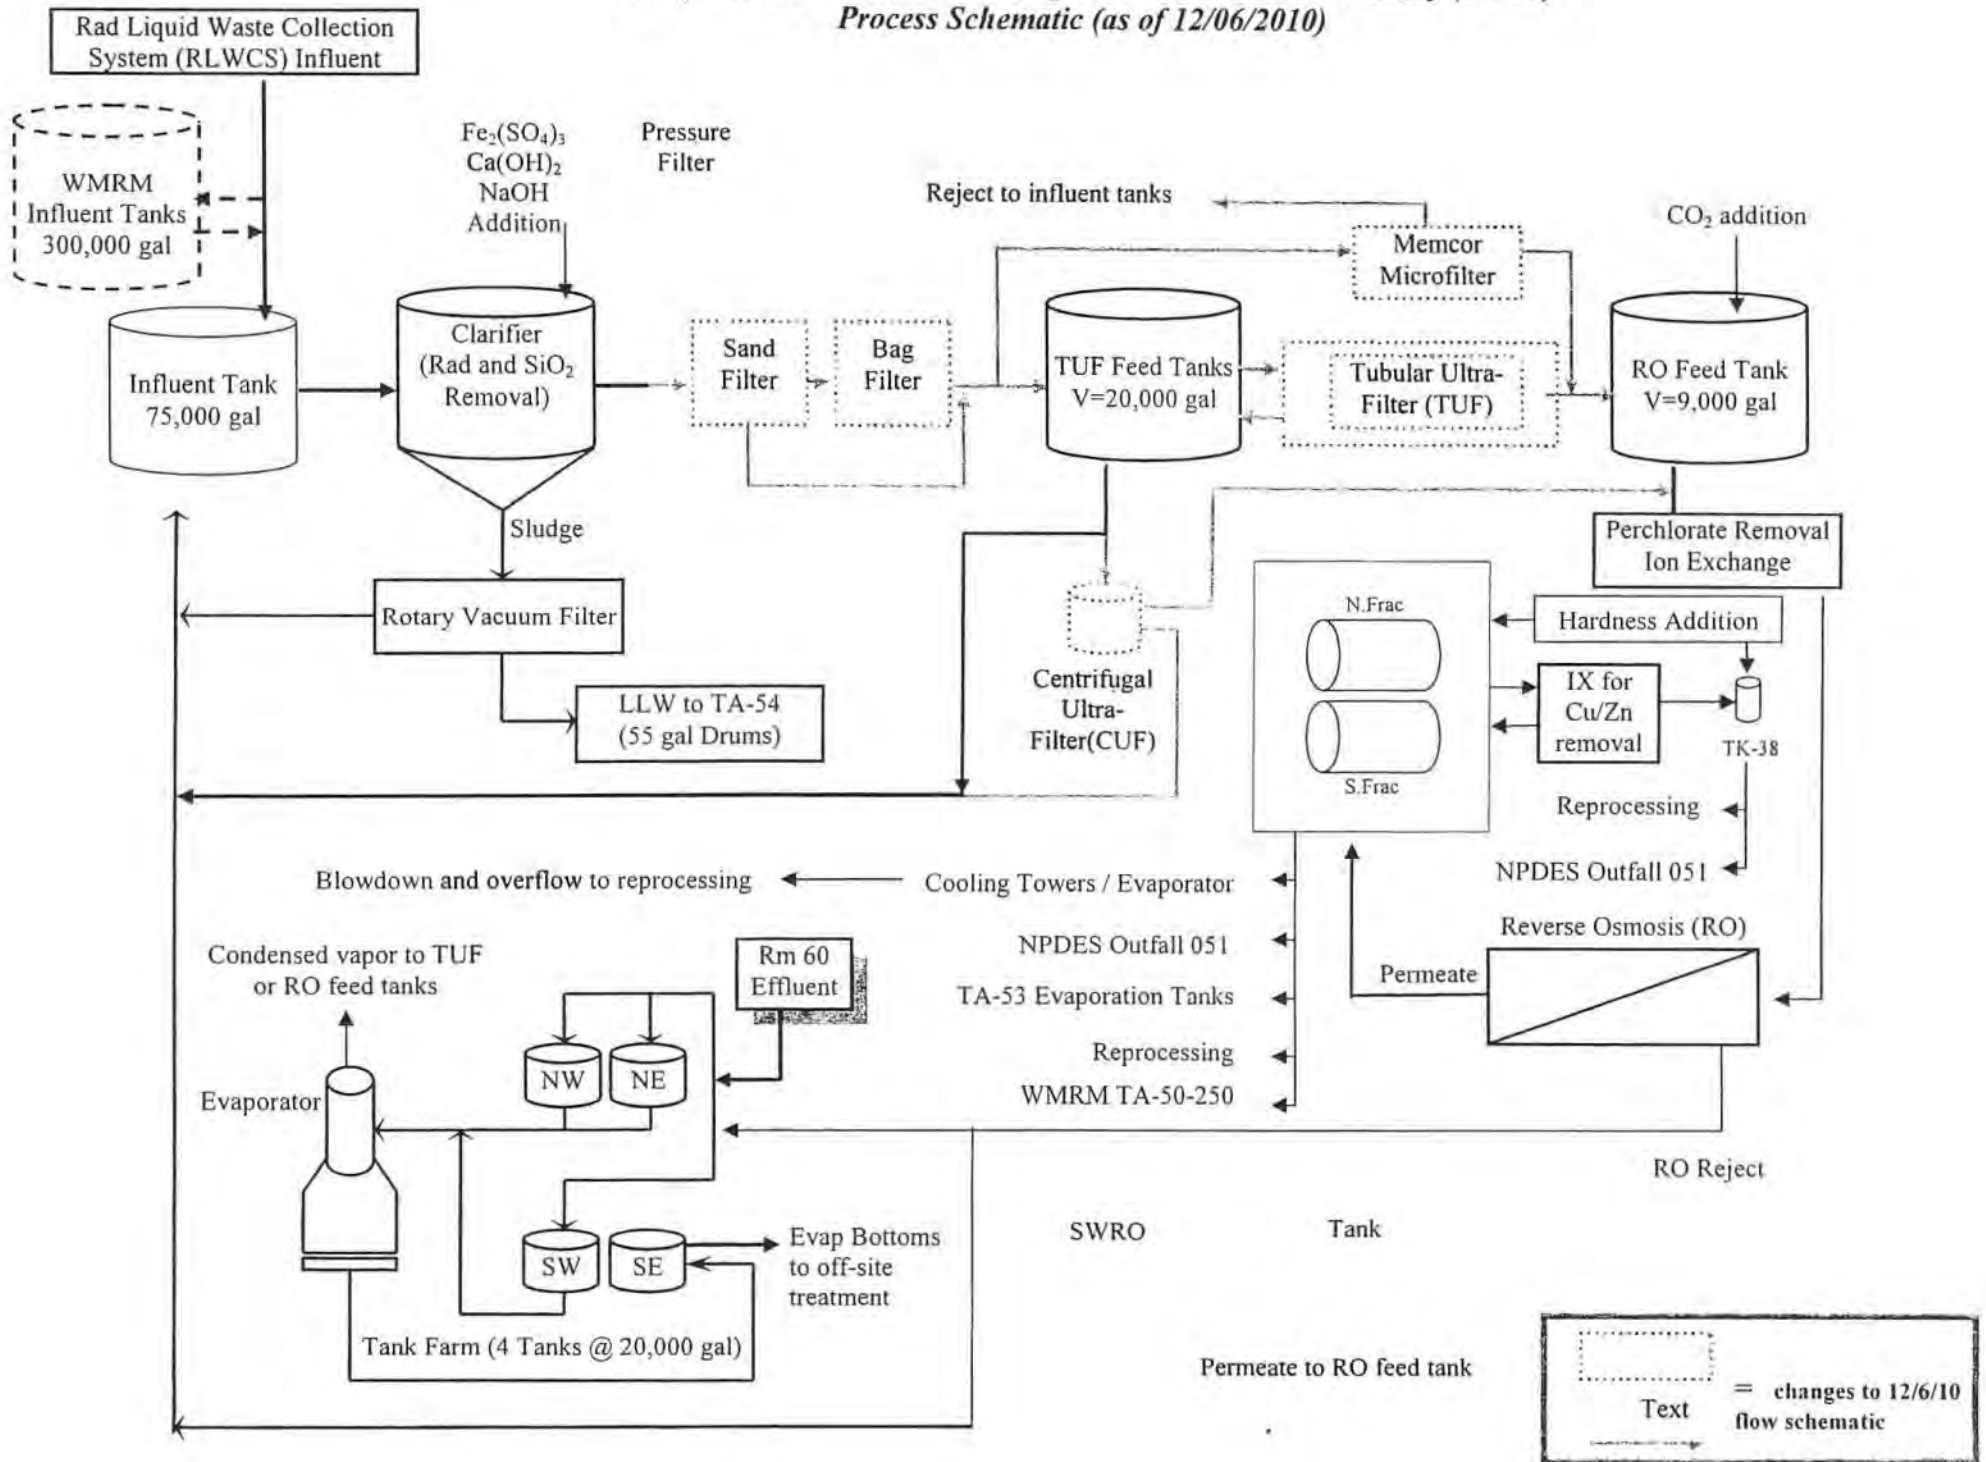 Process Schematic (as of 12/06/2010)
Rad Liquid Waste Collection
System (RLWCS) Influent
WMRM
Influent Tanks
300,000 gal
Fe₂(SO₄)₃
Ca(OH)₂
NaOH
Addition
Pressure
Filter
Reject to influent tanks
Memcor
Microfilter
CO₂ addition
Influent Tank
75,000 gal
Clarifier
(Rad and SiO₂
Removal)
Sand
Filter
Bag
Filter
TUF Feed Tanks
V=20,000 gal
Tubular Ultra-
Filter (TUF)
RO Feed Tank
V=9,000 gal
Sludge
Rotary Vacuum Filter
LLW to TA-54
(55 gal Drums)
Centrifugal
Ultra-
Filter(CUF)
Perchlorate Removal
Ion Exchange
N.Frac
S.Frac
Hardness Addition
IX for
Cu/Zn
removal
TK-38
Reprocessing
NPDES Outfall 051
Blowdown and overflow to reprocessing
Cooling Towers / Evaporator
NPDES Outfall 051
TA-53 Evaporation Tanks
Reprocessing
WMRM TA-50-250
Reverse Osmosis (RO)
Permeate
RO Reject
Condensed vapor to TUF
or RO feed tanks
Rm 60
Effluent
Evaporator
NW
NE
SW
SE
Evap Bottoms
to off-site
treatment
Tank Farm (4 Tanks @ 20,000 gal)
SWRO
Tank
Permeate to RO feed tank
Text
= changes to 12/6/10
flow schematic